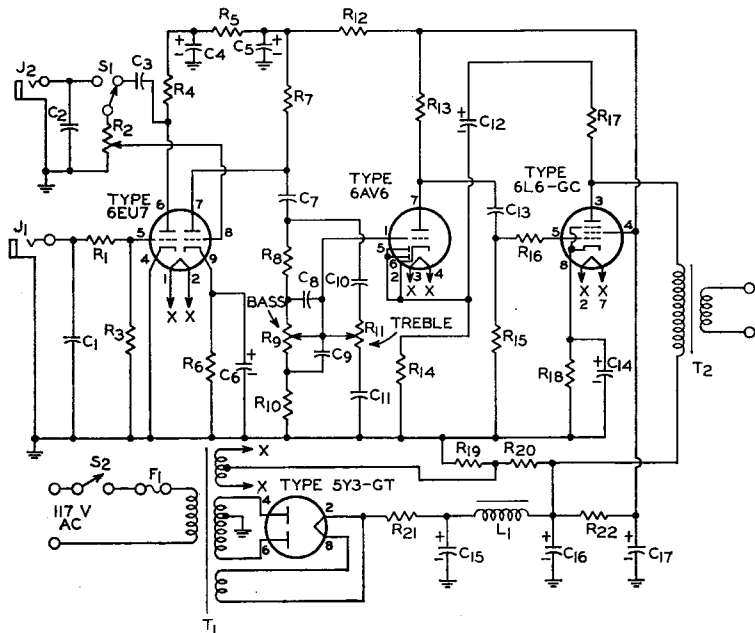 R5
R12
C4
C5
J2
S1
C3
R4
R7
R13
C12
R17
C2
R2
TYPE
6EU7
TYPE
6AV6
TYPE
6L6-GC
C7
C13
6
7
7
3
J1
R1
5
8
1
5
4
4
9
R8
C8
C10
5
6
2
3
4
R16
8
1
2
X
X
X
X
2
7
X
X
BASS
R9
R11
TREBLE
C1
R3
R6
C6
C9
R14
R15
R18
C14
T2
R10
C11
S2
F1
117 V
AC
X
X
TYPE 5Y3-GT
R19
R20
4
2
6
8
R21
L1
R22
C15
C16
C17
T1
+
-
+
-
+
-
+
-
+
-
+
-
+
-
+
-